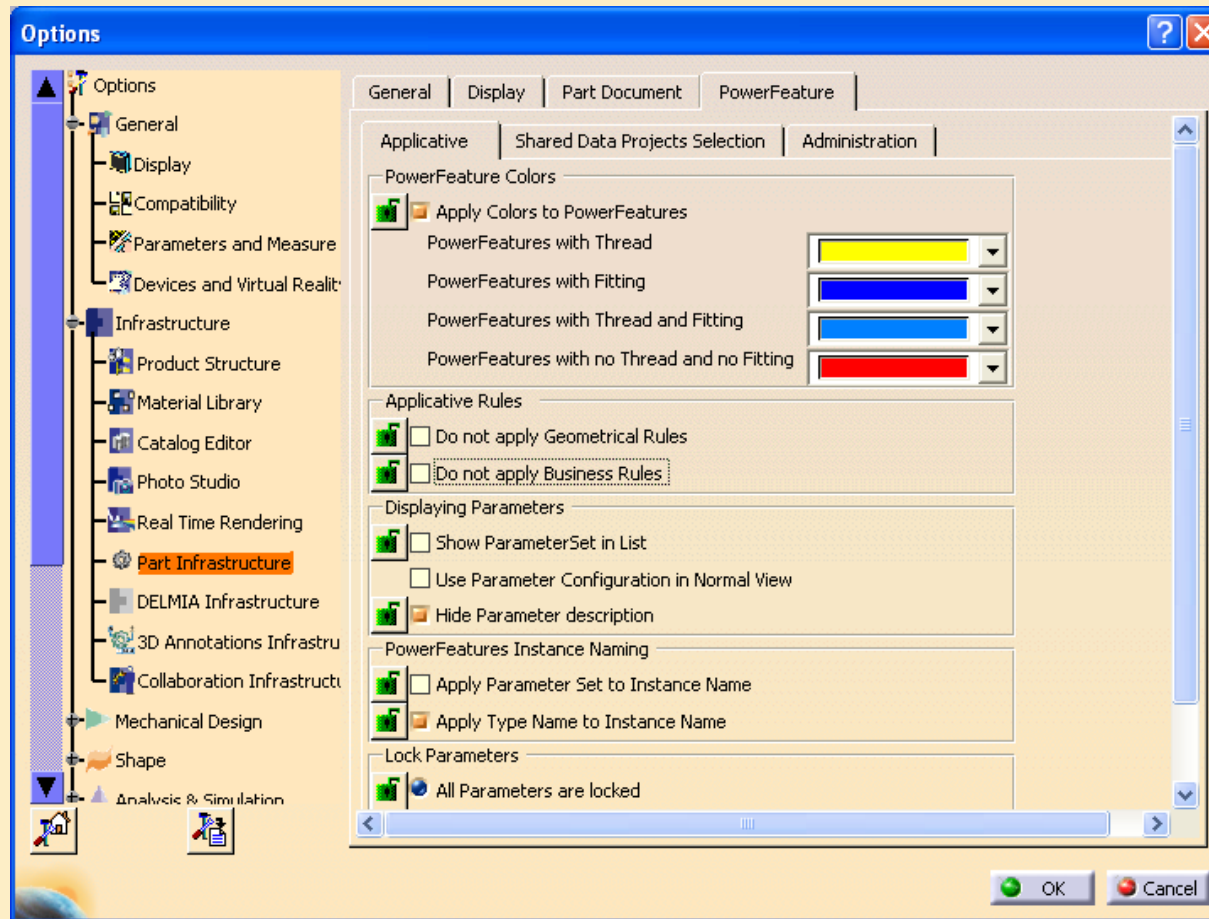 Options
Options
General
Display
Compatibility
Parameters and Measure
Devices and Virtual Realit
Infrastructure
Product Structure
Material Library
Catalog Editor
Photo Studio
Real Time Rendering
Part Infrastructure
DELMIA Infrastructure
3D Annotations Infrastru
Collaboration Infrastruct
Mechanical Design
Shape
Analysis & Simulation
General Display Part Document PowerFeature
Applicative Shared Data Projects Selection Administration
PowerFeature Colors
Apply Colors to PowerFeatures
PowerFeatures with Thread
PowerFeatures with Fitting
PowerFeatures with Thread and Fitting
PowerFeatures with no Thread and no Fitting
Applicative Rules
Do not apply Geometrical Rules
Do not apply Business Rules
Displaying Parameters
Show ParameterSet in List
Use Parameter Configuration in Normal View
Hide Parameter description
PowerFeatures Instance Naming
Apply Parameter Set to Instance Name
Apply Type Name to Instance Name
Lock Parameters
All Parameters are locked
OK Cancel